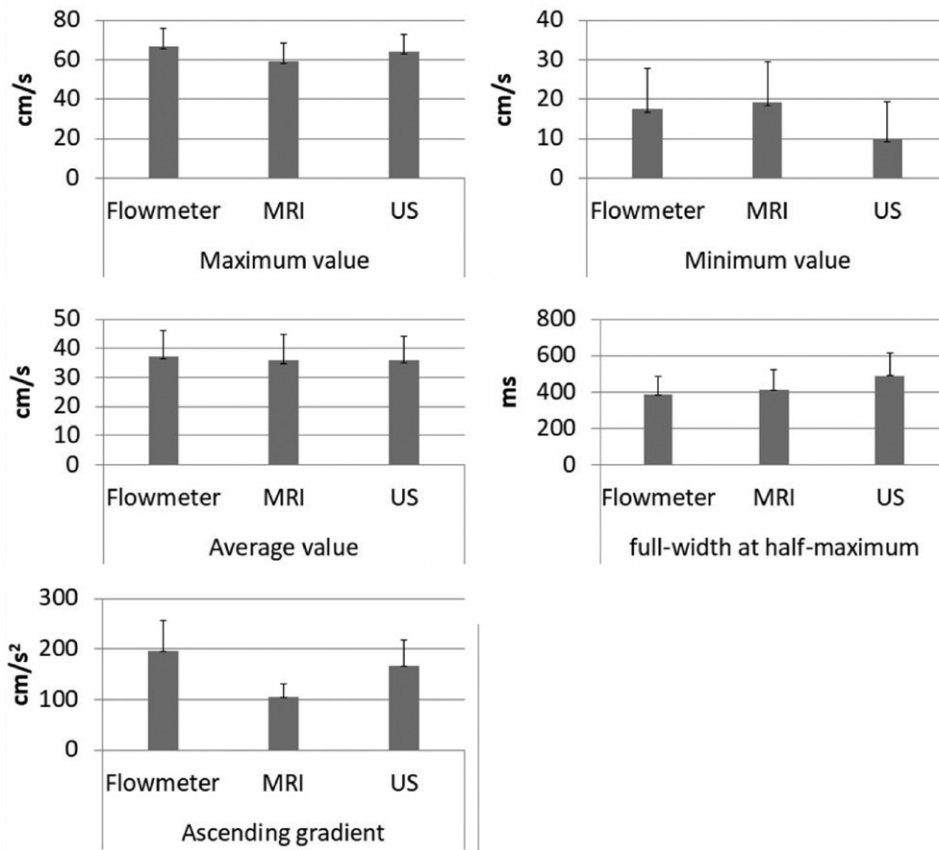 80
60
40
20
0
cm/s
Flowmeter MRI US
Maximum value
40
30
20
10
0
cm/s
Flowmeter MRI US
Minimum value
50
40
30
20
10
0
cm/s
Flowmeter MRI US
Average value
800
600
400
200
0
ms
Flowmeter MRI US
full-width at half-maximum
300
200
100
0
cm/s²
Flowmeter MRI US
Ascending gradient